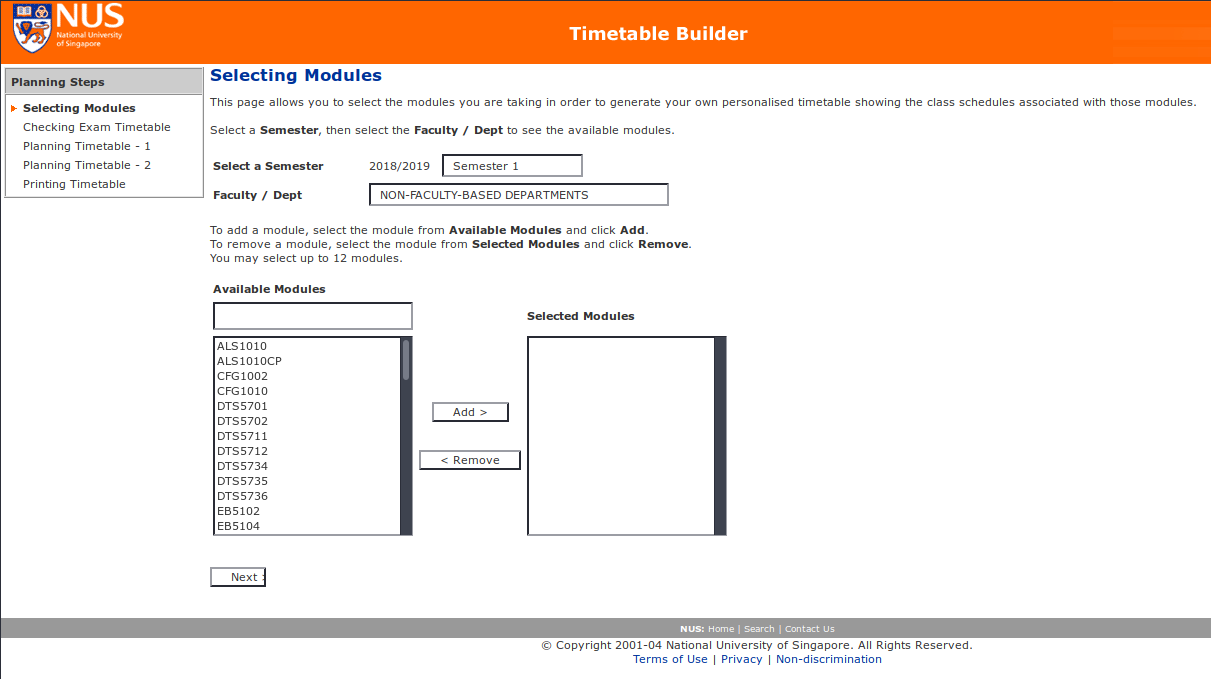 NUS
National University
of Singapore
Timetable Builder
Planning Steps
Selecting Modules
Checking Exam Timetable
Planning Timetable - 1
Planning Timetable - 2
Printing Timetable
Selecting Modules
This page allows you to select the modules you are taking in order to generate your own personalised timetable showing the class schedules associated with those modules.
Select a Semester, then select the Faculty / Dept to see the available modules.
Select a Semester 2018/2019 Semester 1
Faculty / Dept NON-FACULTY-BASED DEPARTMENTS
To add a module, select the module from Available Modules and click Add.
To remove a module, select the module from Selected Modules and click Remove.
You may select up to 12 modules.
Available Modules
Selected Modules
ALS1010
ALS1010CP
CFG1002
CFG1010
DTS5701
DTS5702
DTS5711
DTS5712
DTS5734
DTS5735
DTS5736
EB5102
EB5104
Add >
< Remove
Next
NUS: Home | Search | Contact Us
© Copyright 2001-04 National University of Singapore. All Rights Reserved.
Terms of Use | Privacy | Non-discrimination